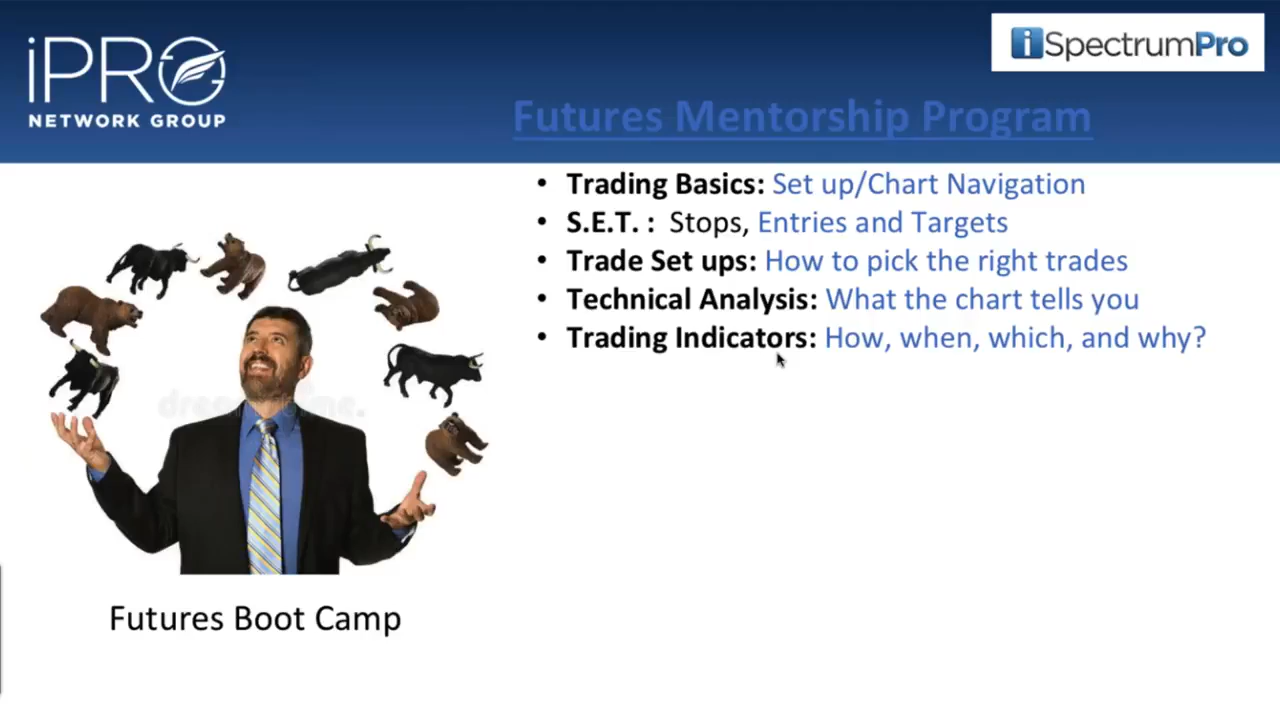 iPRO
NETWORK GROUP
iSpectrumPro
Futures Mentorship Program
• Trading Basics: Set up/Chart Navigation
• S.E.T. : Stops, Entries and Targets
• Trade Set ups: How to pick the right trades
• Technical Analysis: What the chart tells you
• Trading Indicators: How, when, which, and why?
Futures Boot Camp